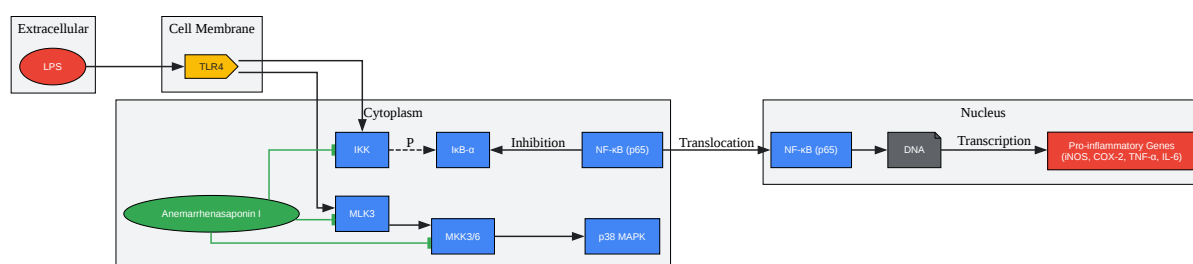 Extracellular
LPS
Cell Membrane
TLR4
Cytoplasm
IKK
P
IκB-α
Inhibition
NF-κB (p65)
Translocation
Anemarrhenasaponin I
MLK3
MKK3/6
p38 MAPK
Nucleus
NF-κB (p65)
DNA
Transcription
Pro-inflammatory Genes
(iNOS, COX-2, TNF-α, IL-6)